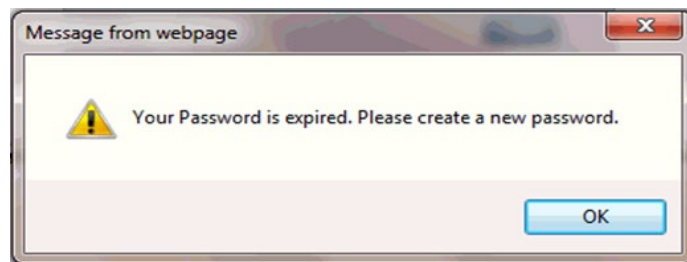 Message from webpage
Your Password is expired. Please create a new password.
OK